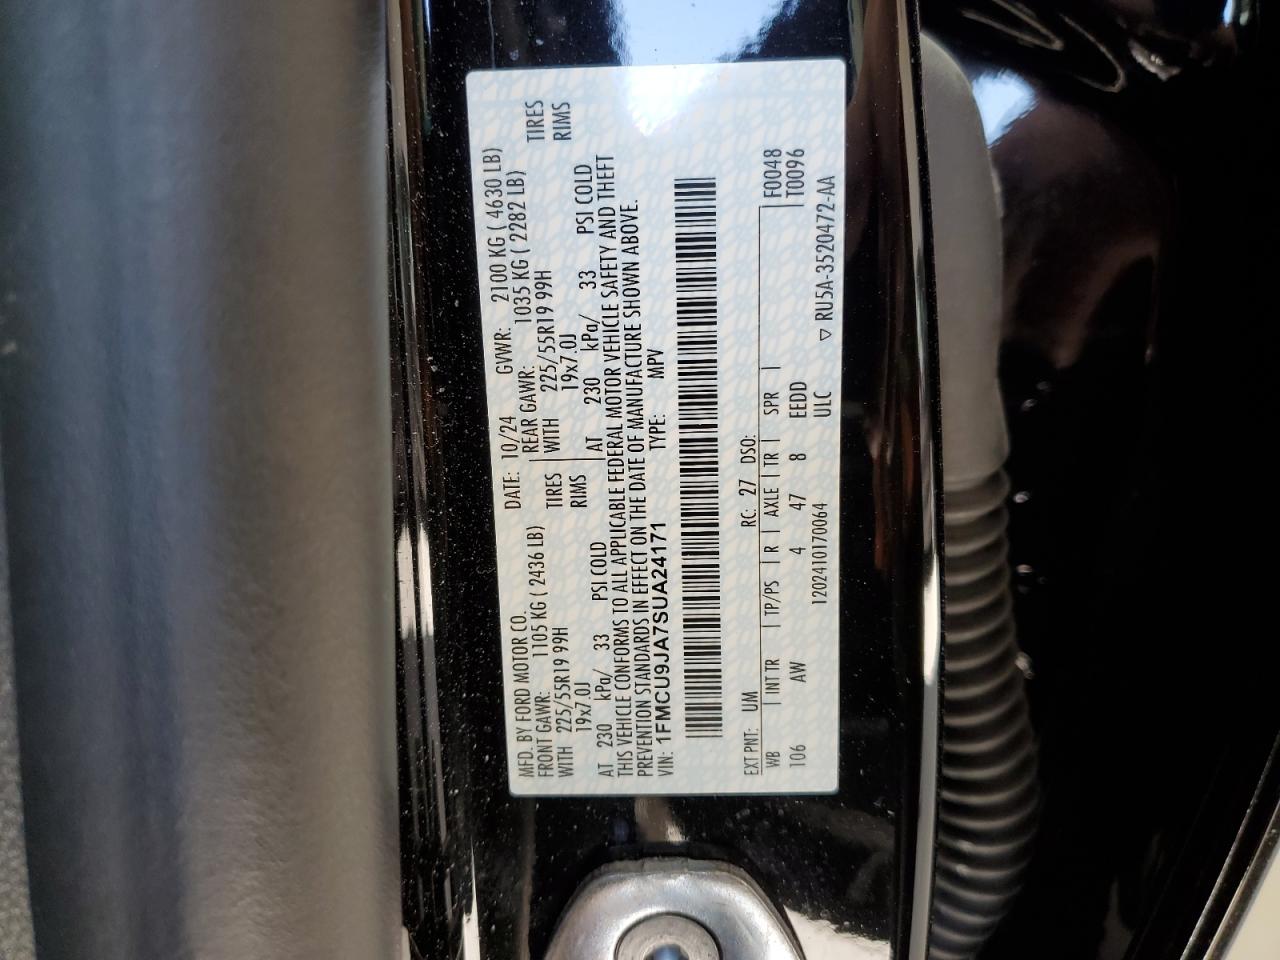 MFD. BY FORD MOTOR CO. DATE: 10/24 GVWR: 2100 KG ( 4630 LB)
FRONT GAWR: 1105 KG ( 2436 LB) REAR GAWR: 1035 KG ( 2282 LB)
WITH 225/55R19 99H TIRES WITH 225/55R19 99H TIRES
19x7.0J RIMS 19x7.0J RIMS
AT 230 kPa/ 33 PSI COLD AT 230 kPa/ 33 PSI COLD
THIS VEHICLE CONFORMS TO ALL APPLICABLE FEDERAL MOTOR VEHICLE SAFETY AND THEFT
PREVENTION STANDARDS IN EFFECT ON THE DATE OF MANUFACTURE SHOWN ABOVE.
VIN: 1FMCU9JA7SUA24171 TYPE: MPV
EXT PNT: UM RC: 27 DSO: F0048
WB | INT TR | TP/PS | R | AXLE | TR | SPR | T0096
106 AW 4 47 8 EEDD
1202410170064 ULC ▽ RU5A-3520472-AA